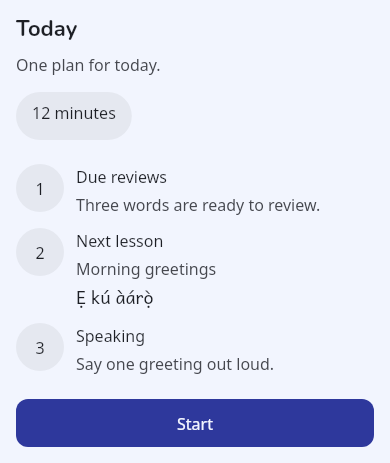 Today
One plan for today.
12 minutes
1
Due reviews
Three words are ready to review.
2
Next lesson
Morning greetings
Ẹ kú àárọ̀
3
Speaking
Say one greeting out loud.
Start